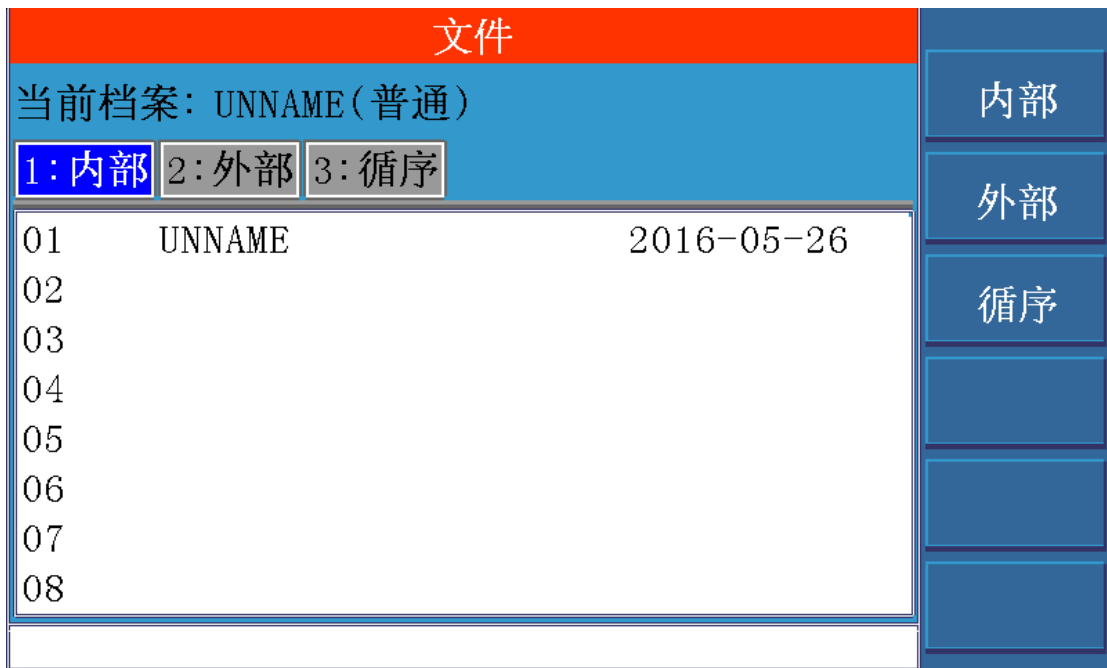 文件
当前档案: UNNAME(普通)
1:内部 2:外部 3:循序
01 UNNAME 2016-05-26
02
03
04
05
06
07
08
内部
外部
循序